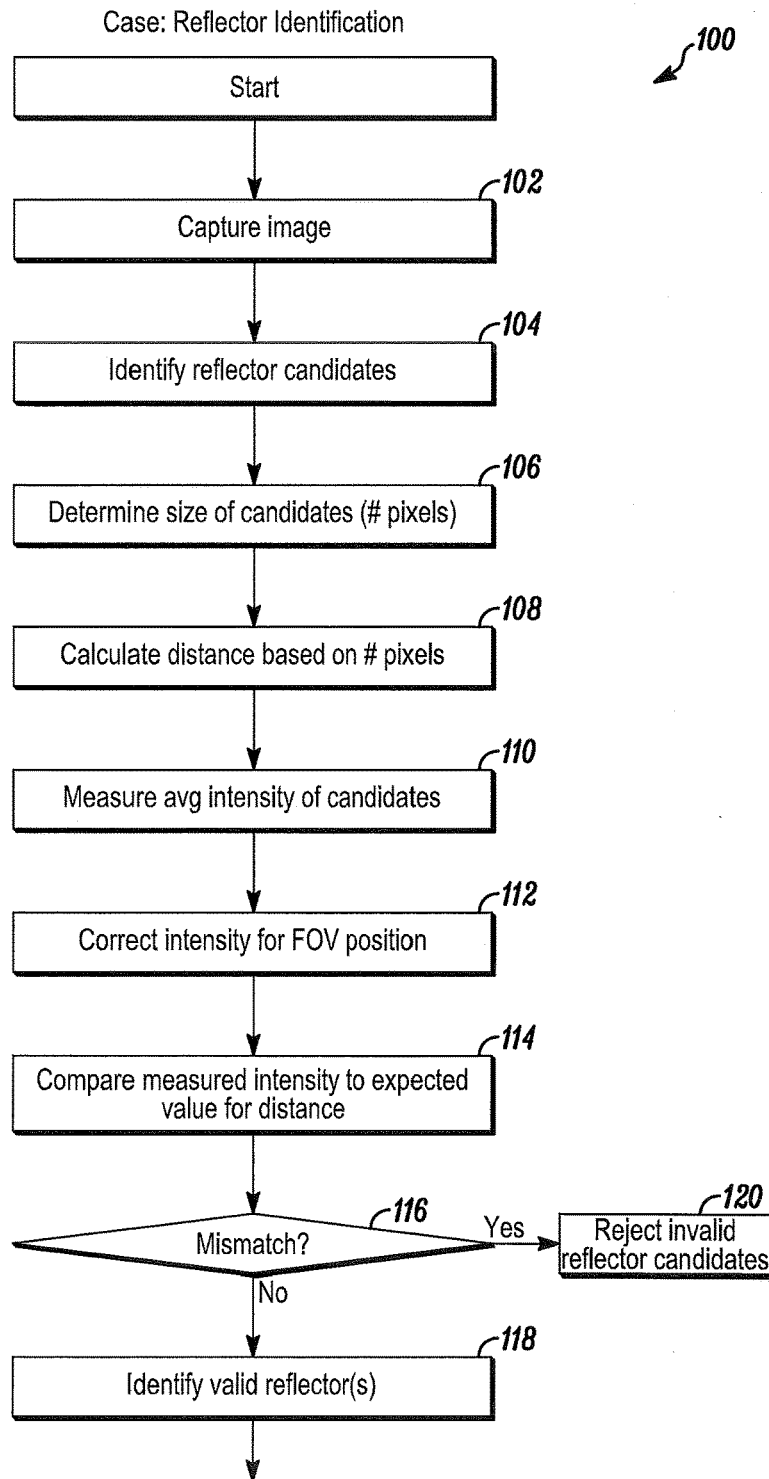 Case: Reflector Identification
100
Start
102
Capture image
104
Identify reflector candidates
106
Determine size of candidates (# pixels)
108
Calculate distance based on # pixels
110
Measure avg intensity of candidates
112
Correct intensity for FOV position
114
Compare measured intensity to expected
value for distance
116
Mismatch?
Yes
120
Reject invalid
reflector candidates
No
118
Identify valid reflector(s)